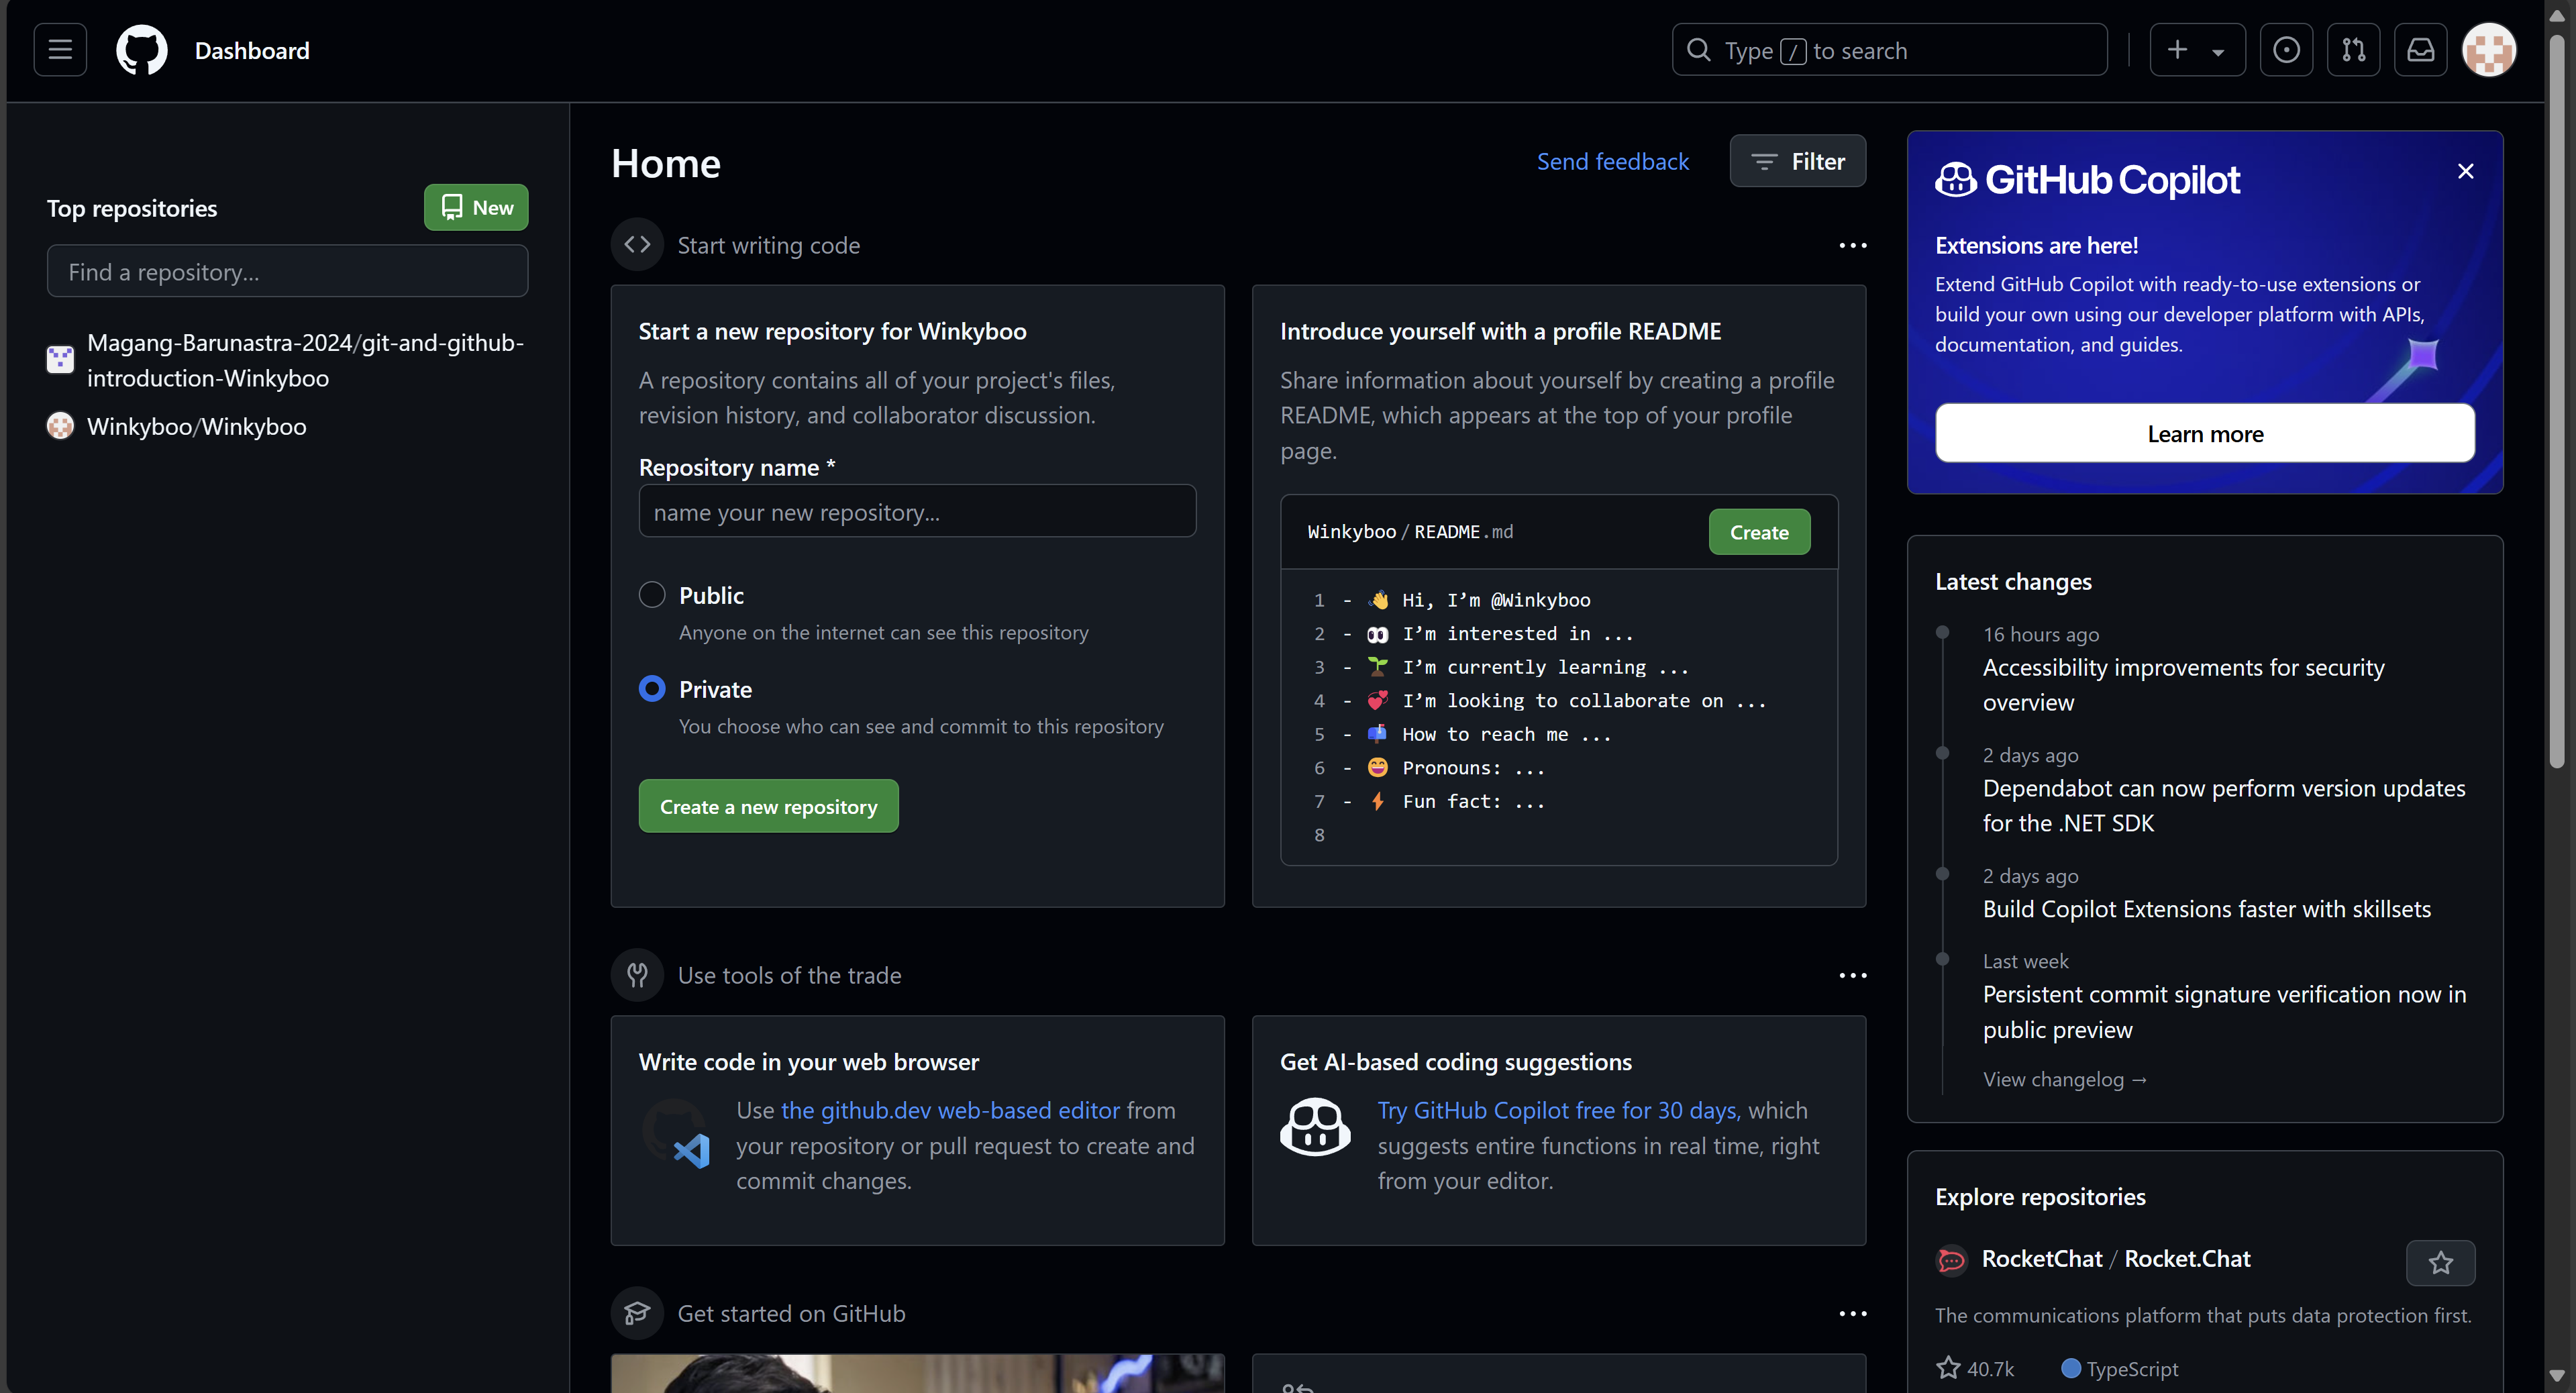 Dashboard
Type / to search
Top repositories
New
Find a repository...
Magang-Barunastra-2024/git-and-github-
introduction-Winkyboo
Winkyboo/Winkyboo
Home
Send feedback
Filter
Start writing code
Start a new repository for Winkyboo
A repository contains all of your project's files,
revision history, and collaborator discussion.
Repository name *
name your new repository...
Public
Anyone on the internet can see this repository
Private
You choose who can see and commit to this repository
Create a new repository
Introduce yourself with a profile README
Share information about yourself by creating a profile
README, which appears at the top of your profile
page.
Winkyboo / README.md
Create
1 - 👋 Hi, I’m @Winkyboo
2 - 👀 I’m interested in ...
3 - 🌱 I’m currently learning ...
4 - 💞️ I’m looking to collaborate on ...
5 - 📫 How to reach me ...
6 - 😄 Pronouns: ...
7 - ⚡ Fun fact: ...
8
Use tools of the trade
Write code in your web browser
Use the github.dev web-based editor from
your repository or pull request to create and
commit changes.
Get AI-based coding suggestions
Try GitHub Copilot free for 30 days, which
suggests entire functions in real time, right
from your editor.
Get started on GitHub
GitHub Copilot
Extensions are here!
Extend GitHub Copilot with ready-to-use extensions or
build your own using our developer platform with APIs,
documentation, and guides.
Learn more
Latest changes
16 hours ago
Accessibility improvements for security
overview
2 days ago
Dependabot can now perform version updates
for the .NET SDK
2 days ago
Build Copilot Extensions faster with skillsets
Last week
Persistent commit signature verification now in
public preview
View changelog →
Explore repositories
RocketChat / Rocket.Chat
The communications platform that puts data protection first.
40.7k
TypeScript